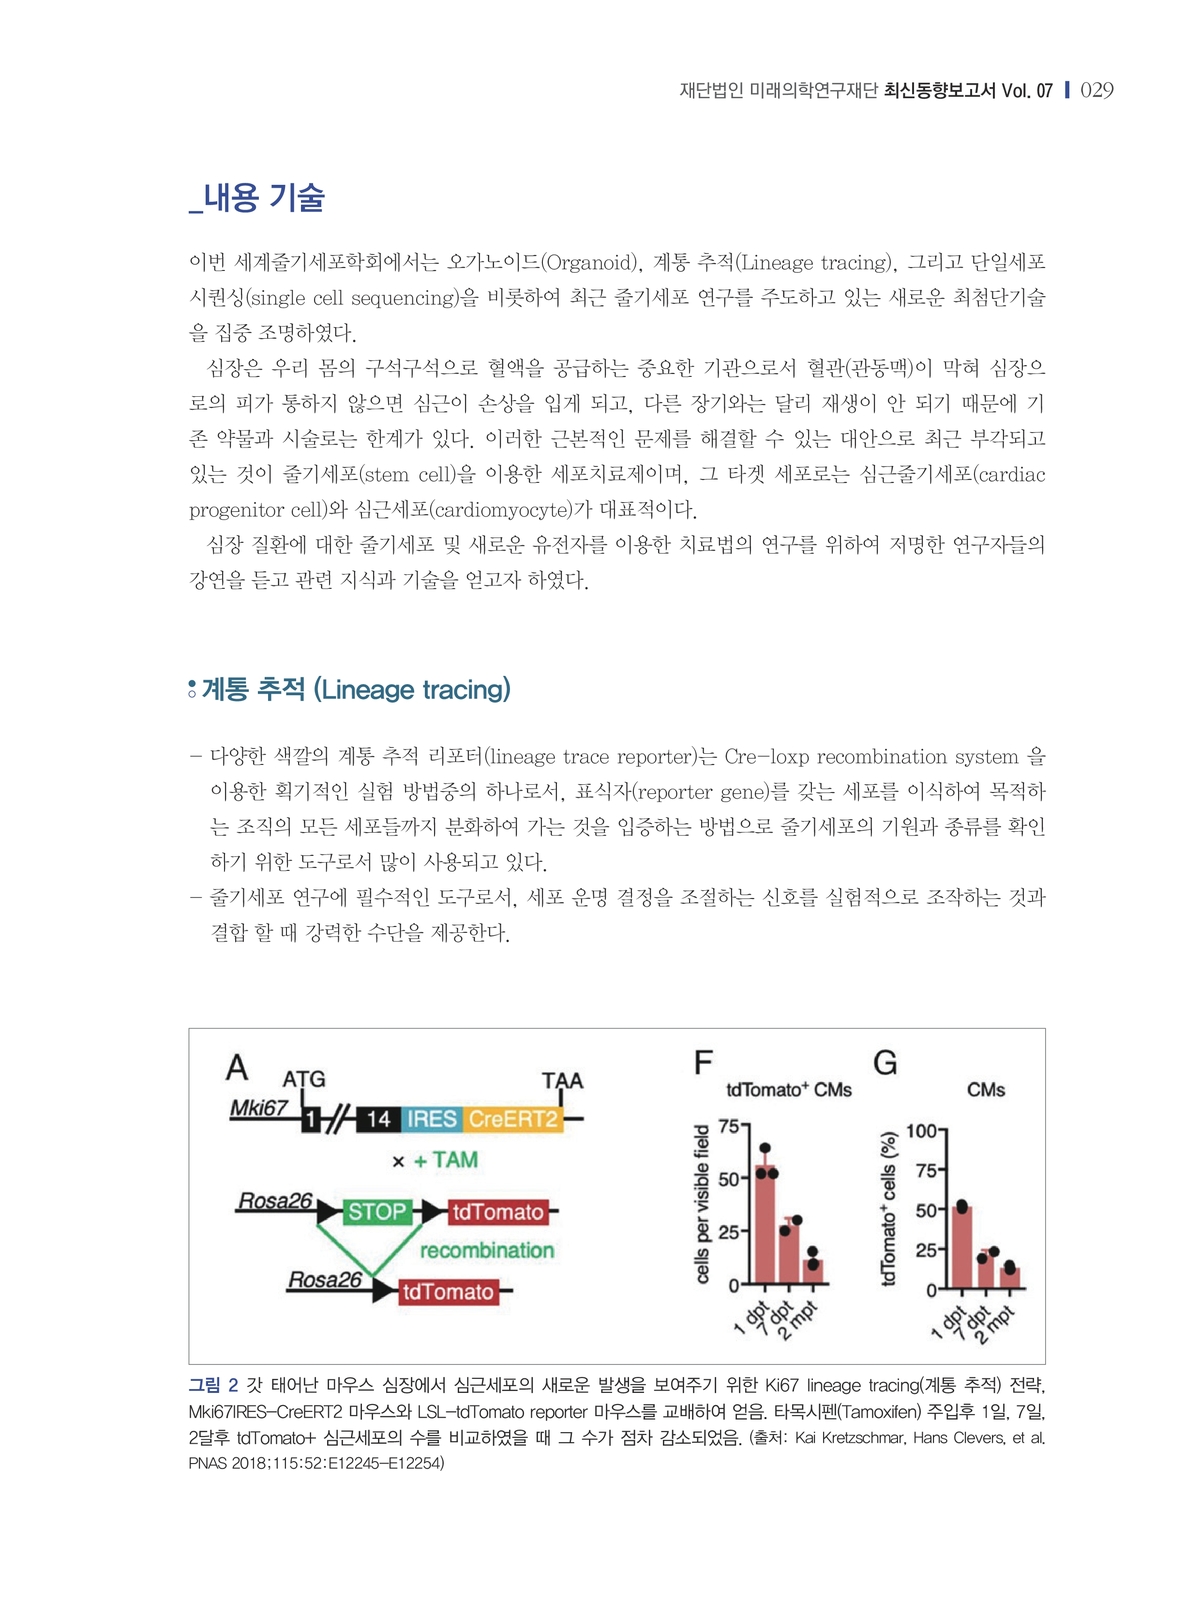 재단법인 미래의학연구재단 최신동향보고서 Vol. 07 029
_내용 기술
이번 세계줄기세포학회에서는 오가노이드(Organoid), 계통 추적(Lineage tracing), 그리고 단일세포
시퀀싱(single cell sequencing)을 비롯하여 최근 줄기세포 연구를 주도하고 있는 새로운 최첨단기술
을 집중 조명하였다.
심장은 우리 몸의 구석구석으로 혈액을 공급하는 중요한 기관으로서 혈관(관동맥)이 막혀 심장으
로의 피가 통하지 않으면 심근이 손상을 입게 되고, 다른 장기와는 달리 재생이 안 되기 때문에 기
존 약물과 시술로는 한계가 있다. 이러한 근본적인 문제를 해결할 수 있는 대안으로 최근 부각되고
있는 것이 줄기세포(stem cell)을 이용한 세포치료제이며, 그 타겟 세포로는 심근줄기세포(cardiac
progenitor cell)와 심근세포(cardiomyocyte)가 대표적이다.
심장 질환에 대한 줄기세포 및 새로운 유전자를 이용한 치료법의 연구를 위하여 저명한 연구자들의
강연을 듣고 관련 지식과 기술을 얻고자 하였다.
계통 추적 (Lineage tracing)
– 다양한 색깔의 계통 추적 리포터(lineage trace reporter)는 Cre–loxp recombination system 을
이용한 획기적인 실험 방법중의 하나로서, 표식자(reporter gene)를 갖는 세포를 이식하여 목적하
는 조직의 모든 세포들까지 분화하여 가는 것을 입증하는 방법으로 줄기세포의 기원과 종류를 확인
하기 위한 도구로서 많이 사용되고 있다.
– 줄기세포 연구에 필수적인 도구로서, 세포 운명 결정을 조절하는 신호를 실험적으로 조작하는 것과
결합 할 때 강력한 수단을 제공한다.
A
ATG TAA
Mki67 1 14 IRES CreERT2
× + TAM
Rosa26 STOP tdTomato
recombination
Rosa26 tdTomato
F
tdTomato⁺ CMs
cells per visible field
75
50
25
0
1 dpt
7 dpt
2 mpt
G
CMs
tdTomato⁺ cells (%)
100
75
50
25
0
1 dpt
7 dpt
2 mpt
그림 2 갓 태어난 마우스 심장에서 심근세포의 새로운 발생을 보여주기 위한 Ki67 lineage tracing(계통 추적) 전략,
Mki67IRES–CreERT2 마우스와 LSL–tdTomato reporter 마우스를 교배하여 얻음. 타목시펜(Tamoxifen) 주입후 1일, 7일,
2달후 tdTomato+ 심근세포의 수를 비교하였을 때 그 수가 점차 감소되었음. (출처: Kai Kretzschmar, Hans Clevers, et al.
PNAS 2018;115:52:E12245–E12254)